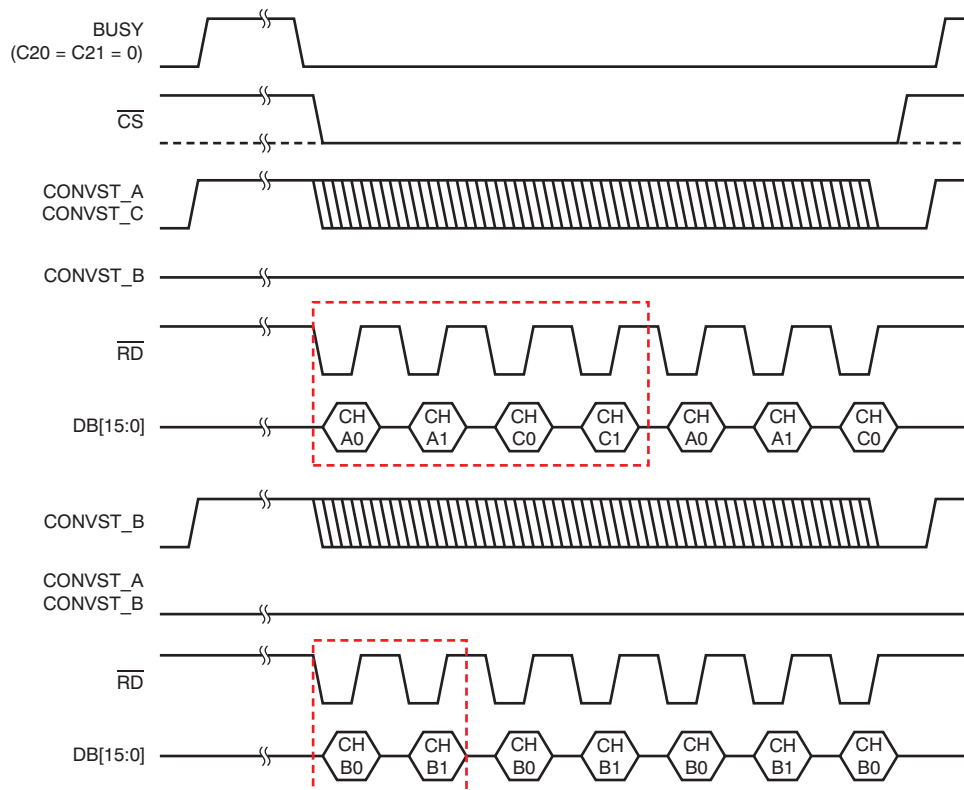 BUSY
(C20 = C21 = 0)
CS
CONVST_A
CONVST_C
CONVST_B
RD
DB[15:0]
CH
A0
CH
A1
CH
C0
CH
C1
CH
A0
CH
A1
CH
C0
CONVST_B
CONVST_A
CONVST_B
RD
DB[15:0]
CH
B0
CH
B1
CH
B0
CH
B1
CH
B0
CH
B1
CH
B0